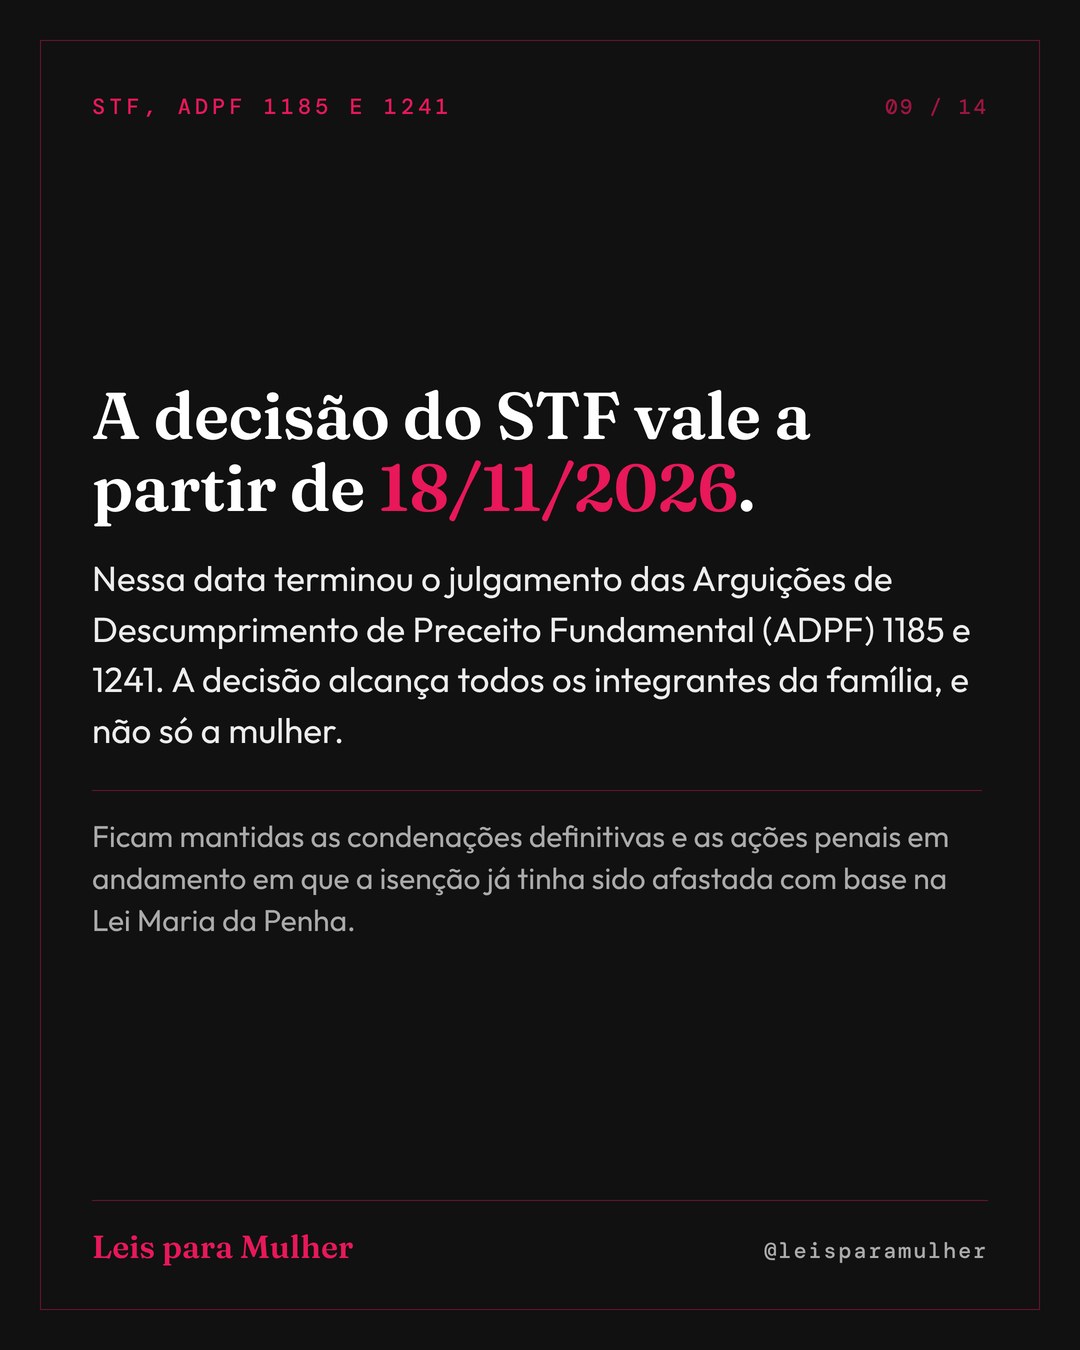 STF, ADPF 1185 E 1241
09 / 14
A decisão do STF vale a
partir de 18/11/2026.
Nessa data terminou o julgamento das Arguições de
Descumprimento de Preceito Fundamental (ADPF) 1185 e
1241. A decisão alcança todos os integrantes da família, e
não só a mulher.
Ficam mantidas as condenações definitivas e as ações penais em
andamento em que a isenção já tinha sido afastada com base na
Lei Maria da Penha.
Leis para Mulher
@leisparamulher